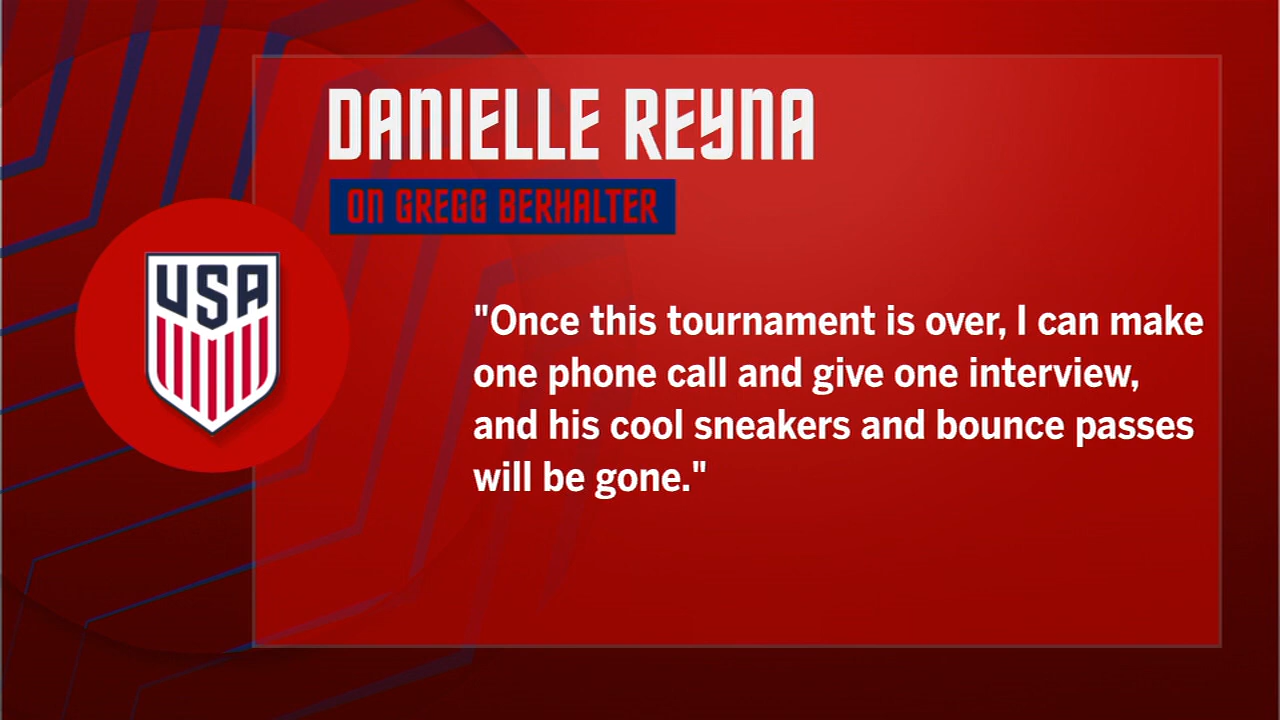 DANIELLE REYNA
ON GREGG BERHALTER
USA
"Once this tournament is over, I can make
one phone call and give one interview,
and his cool sneakers and bounce passes
will be gone."